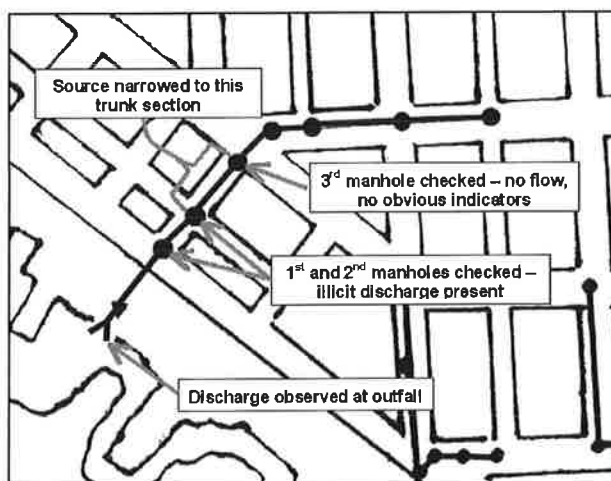 Source narrowed to this
trunk section
3rd manhole checked – no flow,
no obvious indicators
1st and 2nd manholes checked –
illicit discharge present
Discharge observed at outfall